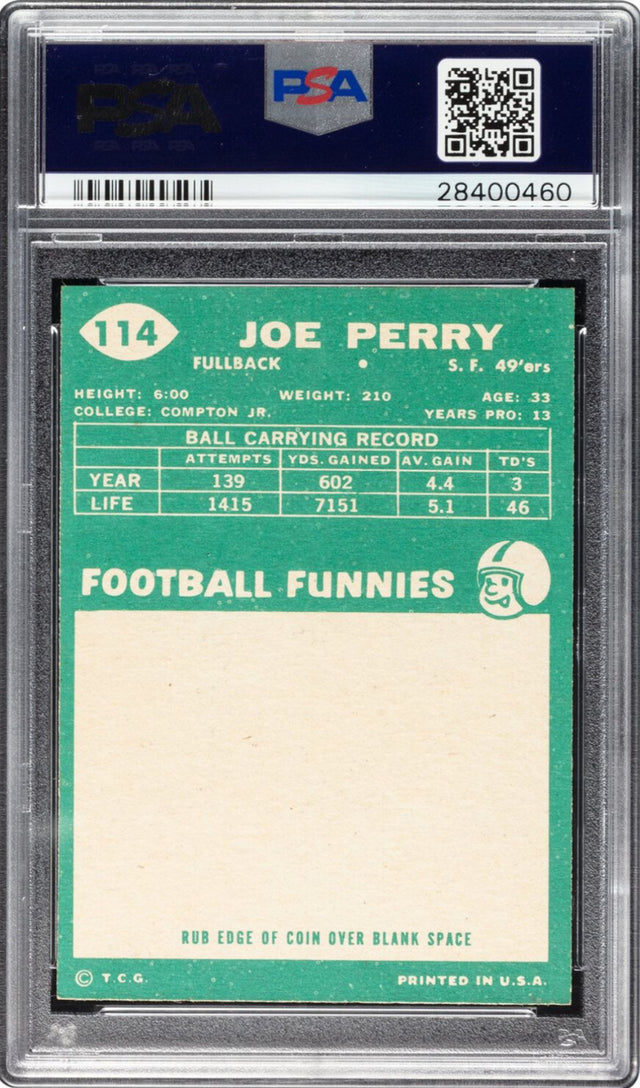 PSA
PSA
28400460
114
JOE PERRY
FULLBACK • S. F. 49'ers
HEIGHT: 6:00 WEIGHT: 210 AGE: 33
COLLEGE: COMPTON JR. YEARS PRO: 13
BALL CARRYING RECORD
ATTEMPTS YDS. GAINED AV. GAIN TD'S
YEAR 139 602 4.4 3
LIFE 1415 7151 5.1 46
FOOTBALL FUNNIES
RUB EDGE OF COIN OVER BLANK SPACE
© T.C.G. PRINTED IN U.S.A.
PSA